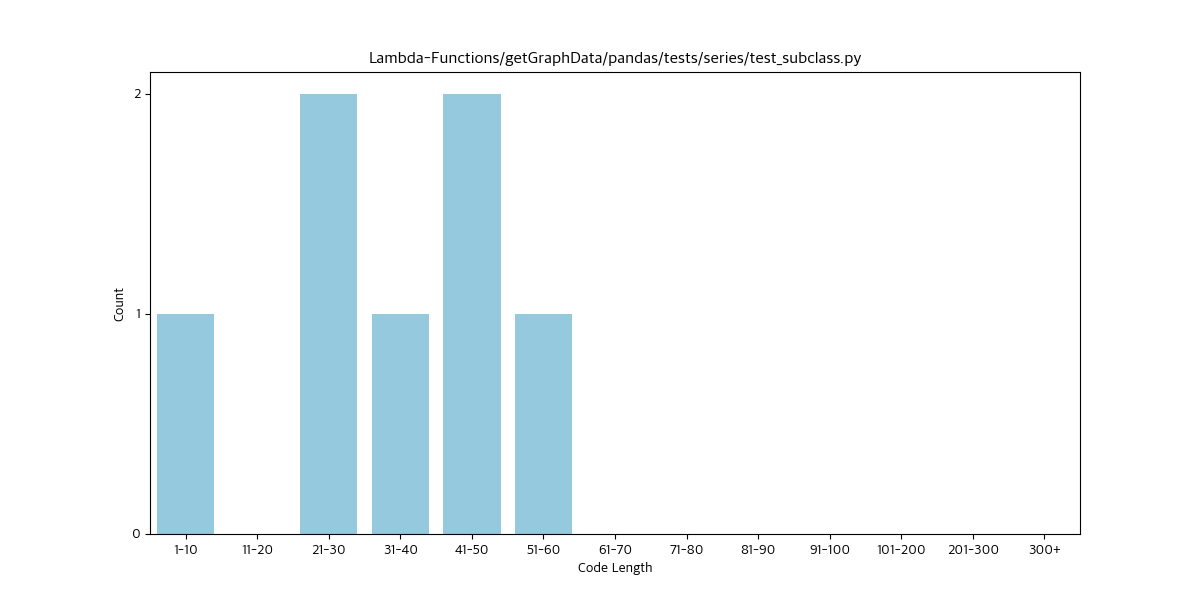 Lambda-Functions/getGraphData/pandas/tests/series/test_subclass.py
Count
2
1
0
1-10 11-20 21-30 31-40 41-50 51-60 61-70 71-80 81-90 91-100 101-200 201-300 300+
Code Length